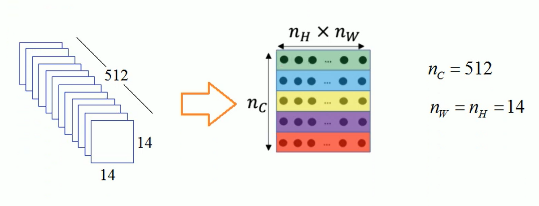 512
14
14
n_H × n_W
n_C
n_C = 512
n_W = n_H = 14